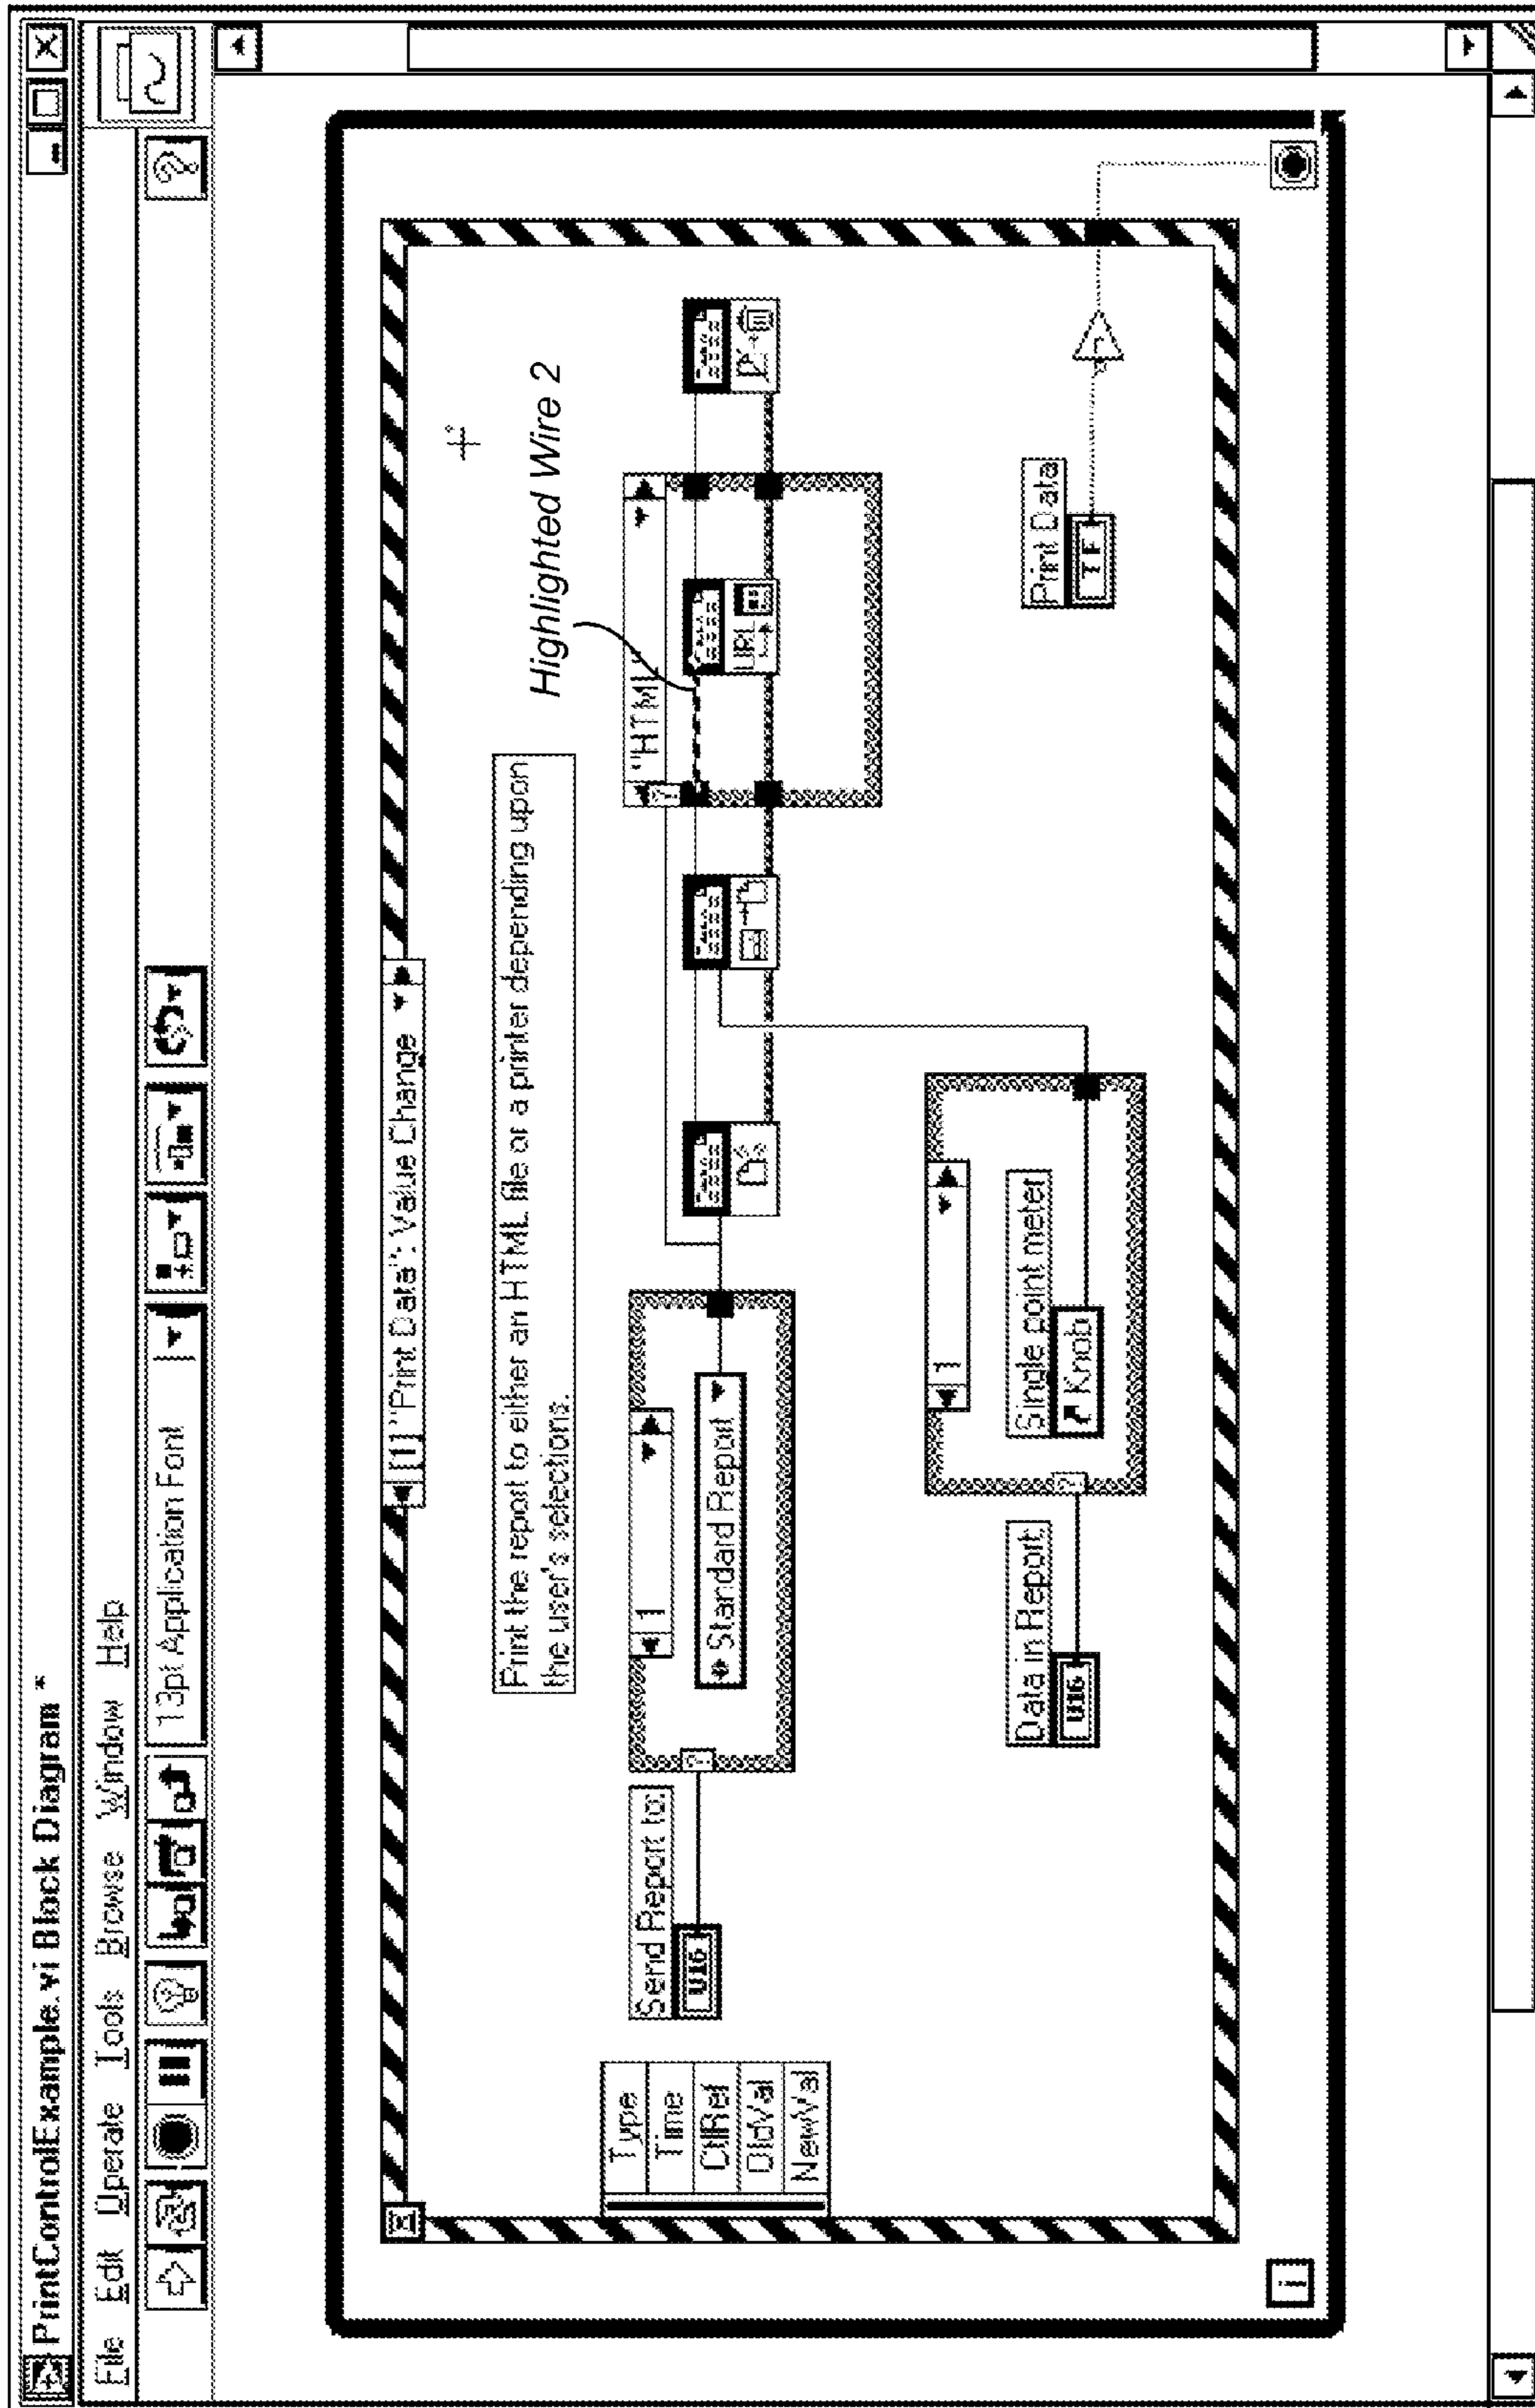 PrintControlExample.vi Block Diagram *
File Edit Operate Tools Browse Window Help
13pt Application Font
[1] "Print Data": Value Change
Print the report to either an HTML file or a printer depending upon
the user's selections.
Highlighted Wire 2
Type
Time
CtlRef
OldVal
NewVal
Send Report to:
U16
1
Standard Report
"HTML"
URL
Data in Report
U16
1
Single point meter
Knob
Print Data
TF
i